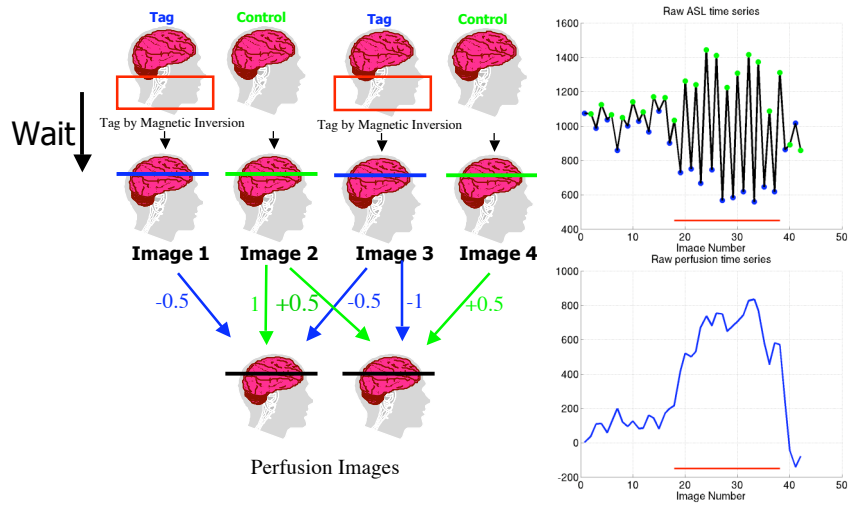 Tag Control Tag Control
Tag by Magnetic Inversion Tag by Magnetic Inversion
Wait
Image 1 Image 2 Image 3 Image 4
-0.5 1 +0.5 -0.5 -1 +0.5
Perfusion Images
Raw ASL time series
1600
1400
1200
1000
800
600
400
0 10 20 30 40 50
Image Number
Raw perfusion time series
1000
800
600
400
200
0
-200
0 10 20 30 40 50
Image Number